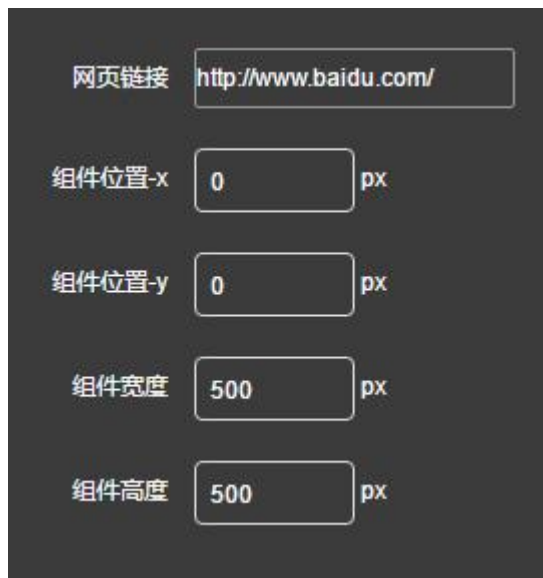 网页链接 http://www.baidu.com/
组件位置-x 0 px
组件位置-y 0 px
组件宽度 500 px
组件高度 500 px